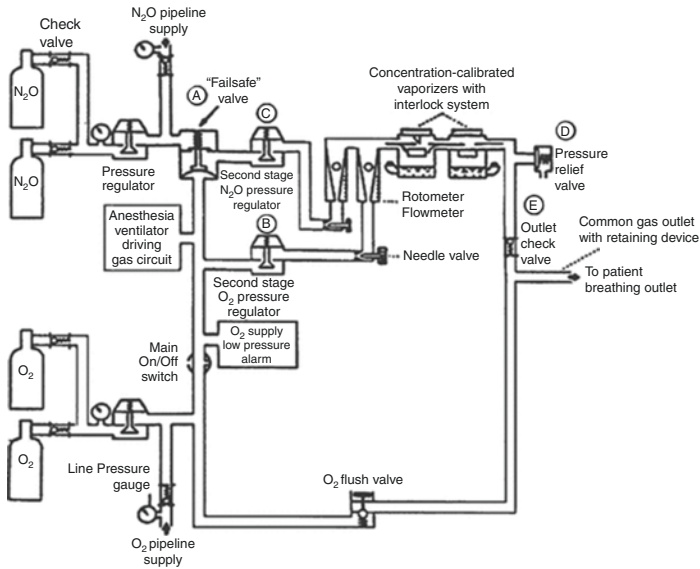 N₂O pipeline
supply
Check
valve
"Failsafe"
valve
A
N₂O
C
Concentration-calibrated
vaporizers with
interlock system
D
Pressure
relief
valve
N₂O
Pressure
regulator
Second stage
N₂O pressure
regulator
Rotometer
Flowmeter
E
Outlet
check
valve
Common gas outlet
with retaining device
Anesthesia
ventilator
driving
gas circuit
B
Needle valve
To patient
breathing outlet
Second stage
O₂ pressure
regulator
O₂ supply
low pressure
alarm
Main
On/Off
switch
O₂
O₂
Line Pressure
gauge
O₂ flush valve
O₂ pipeline
supply